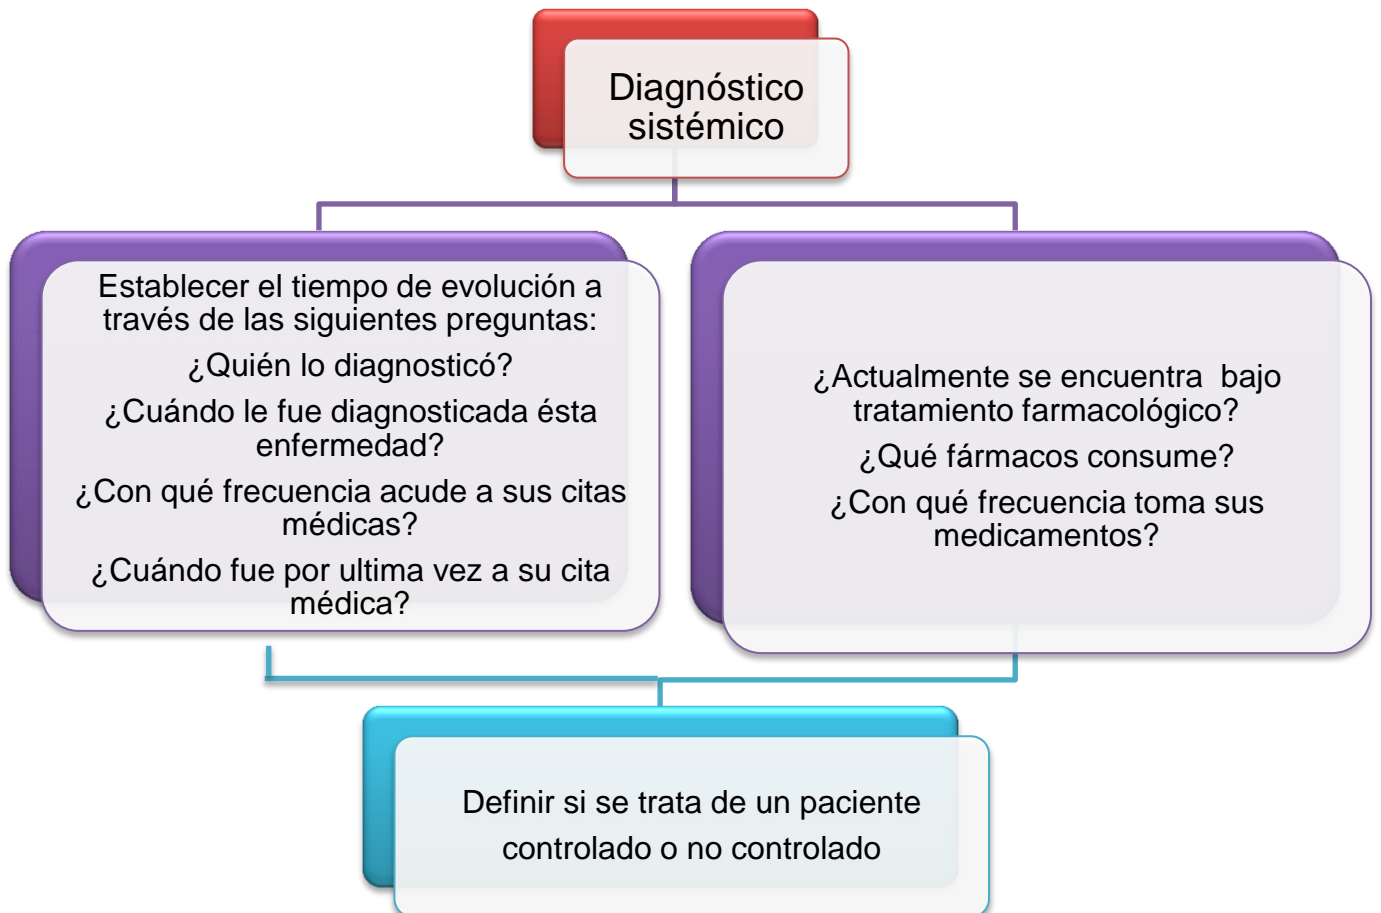 Diagnóstico
sistémico
Establecer el tiempo de evolución a
través de las siguientes preguntas:
¿Quién lo diagnosticó?
¿Cuándo le fue diagnosticada ésta
enfermedad?
¿Con qué frecuencia acude a sus citas
médicas?
¿Cuándo fue por ultima vez a su cita
médica?
¿Actualmente se encuentra  bajo
tratamiento farmacológico?
¿Qué fármacos consume?
¿Con qué frecuencia toma sus
medicamentos?
Definir si se trata de un paciente
controlado o no controlado